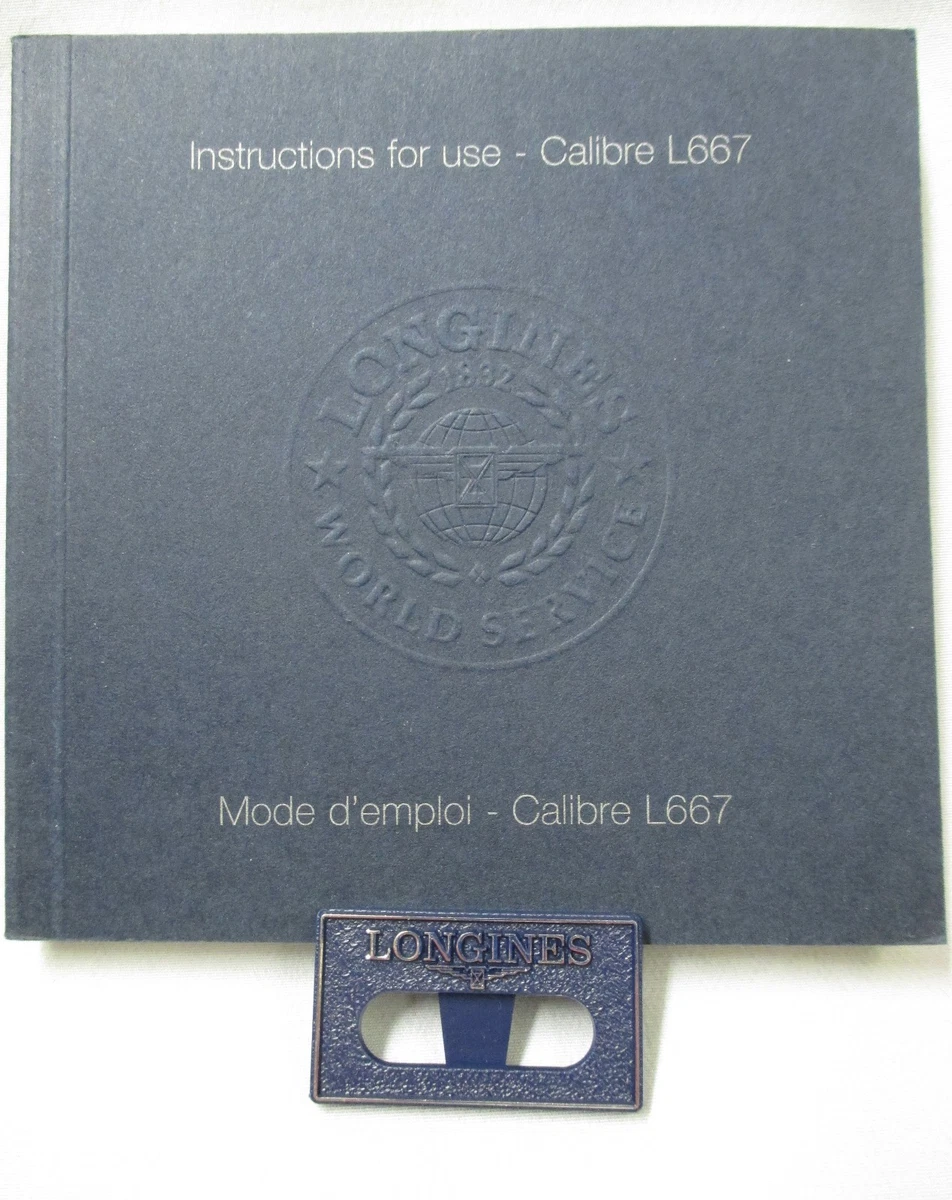 Instructions for use - Calibre L667
LONGINES
1832
WORLD SERVICE
Mode d'emploi - Calibre L667
LONGINES